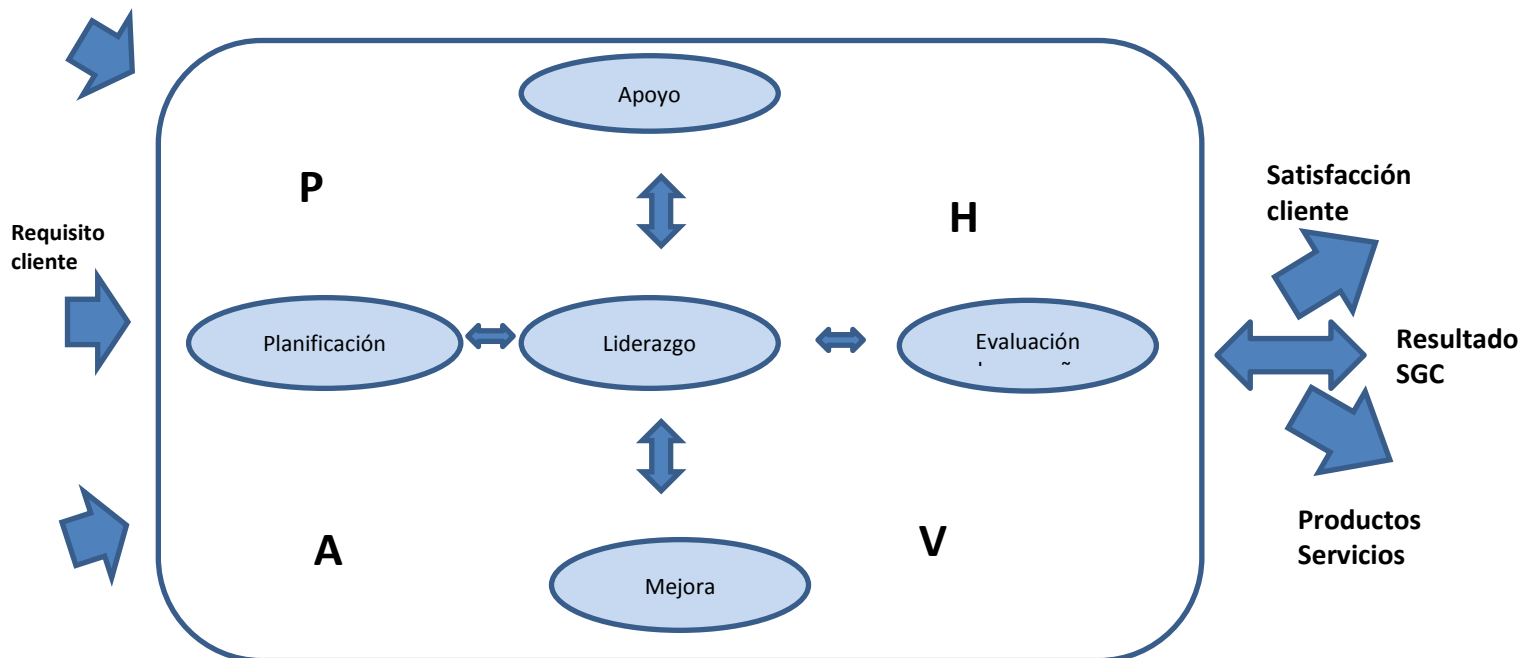 Apoyo
P
H
Satisfacción
cliente
Requisito
cliente
Planificación
Liderazgo
Evaluación
Resultado
SGC
A
V
Mejora
Productos
Servicios